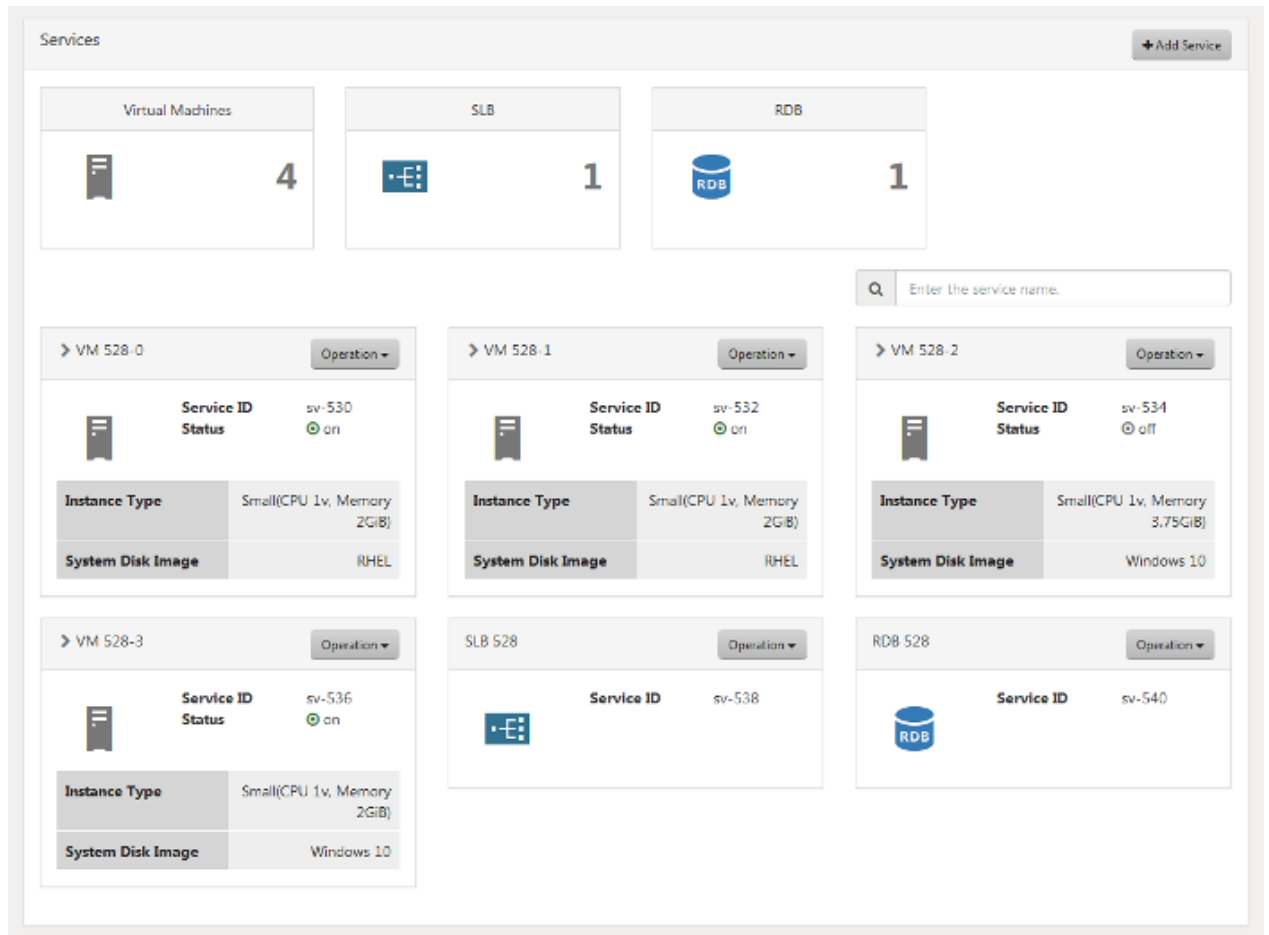 Services
+Add Service
Virtual Machines
4
SLB
1
RDB
RDB
1
Enter the service name.
VM 528-0
Operation
Service ID sv-530
Status on
Instance Type Small(CPU 1v, Memory
2GiB)
System Disk Image RHEL
VM 528-1
Operation
Service ID sv-532
Status on
Instance Type Small(CPU 1v, Memory
2GiB)
System Disk Image RHEL
VM 528-2
Operation
Service ID sv-534
Status off
Instance Type Small(CPU 1v, Memory
3.75GiB)
System Disk Image Windows 10
VM 528-3
Operation
Service ID sv-536
Status on
Instance Type Small(CPU 1v, Memory
2GiB)
System Disk Image Windows 10
SLB 528
Operation
Service ID sv-538
RDB 528
Operation
RDB
Service ID sv-540